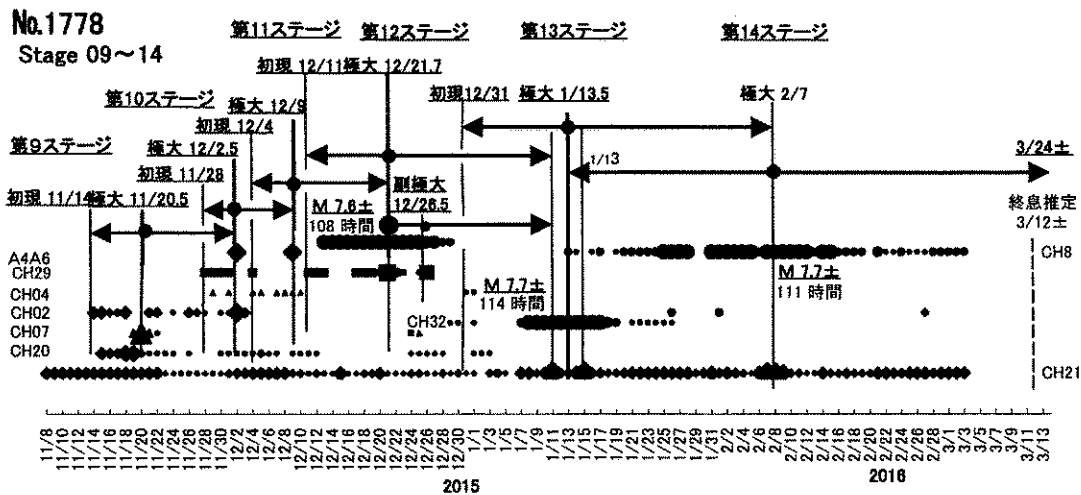 No.1778
Stage 09～14
第11ステージ
第12ステージ
第13ステージ
第14ステージ
初現 12/11
極大 12/21.7
初現12/31
極大 1/13.5
極大 2/7
第10ステージ
極大 12/9
初現 12/4
第9ステージ
極大 12/2.5
初現 11/28
1/13
3/24土
初現 11/14
極大 11/20.5
M 7.6土
108 時間
副極大
12/26.5
終息推定
3/12土
A4A6
CH29
CH8
CH04
M 7.7土
114 時間
M 7.7土
111 時間
CH02
CH07
CH32
CH20
CH21
11/8 11/10 11/12 11/14 11/16 11/18 11/20 11/22 11/24 11/26 11/28 11/30 12/2 12/4 12/6 12/8 12/10 12/12 12/14 12/16 12/18 12/20 12/22 12/24 12/26 12/28 12/30 1/1 1/3 1/5 1/7 1/9 1/11 1/13 1/15 1/17 1/19 1/21 1/23 1/25 1/27 1/29 1/31 2/2 2/4 2/6 2/8 2/10 2/12 2/14 2/16 2/18 2/20 2/22 2/24 2/26 2/28 3/1 3/3 3/5 3/7 3/9 3/11 3/13
2015
2016